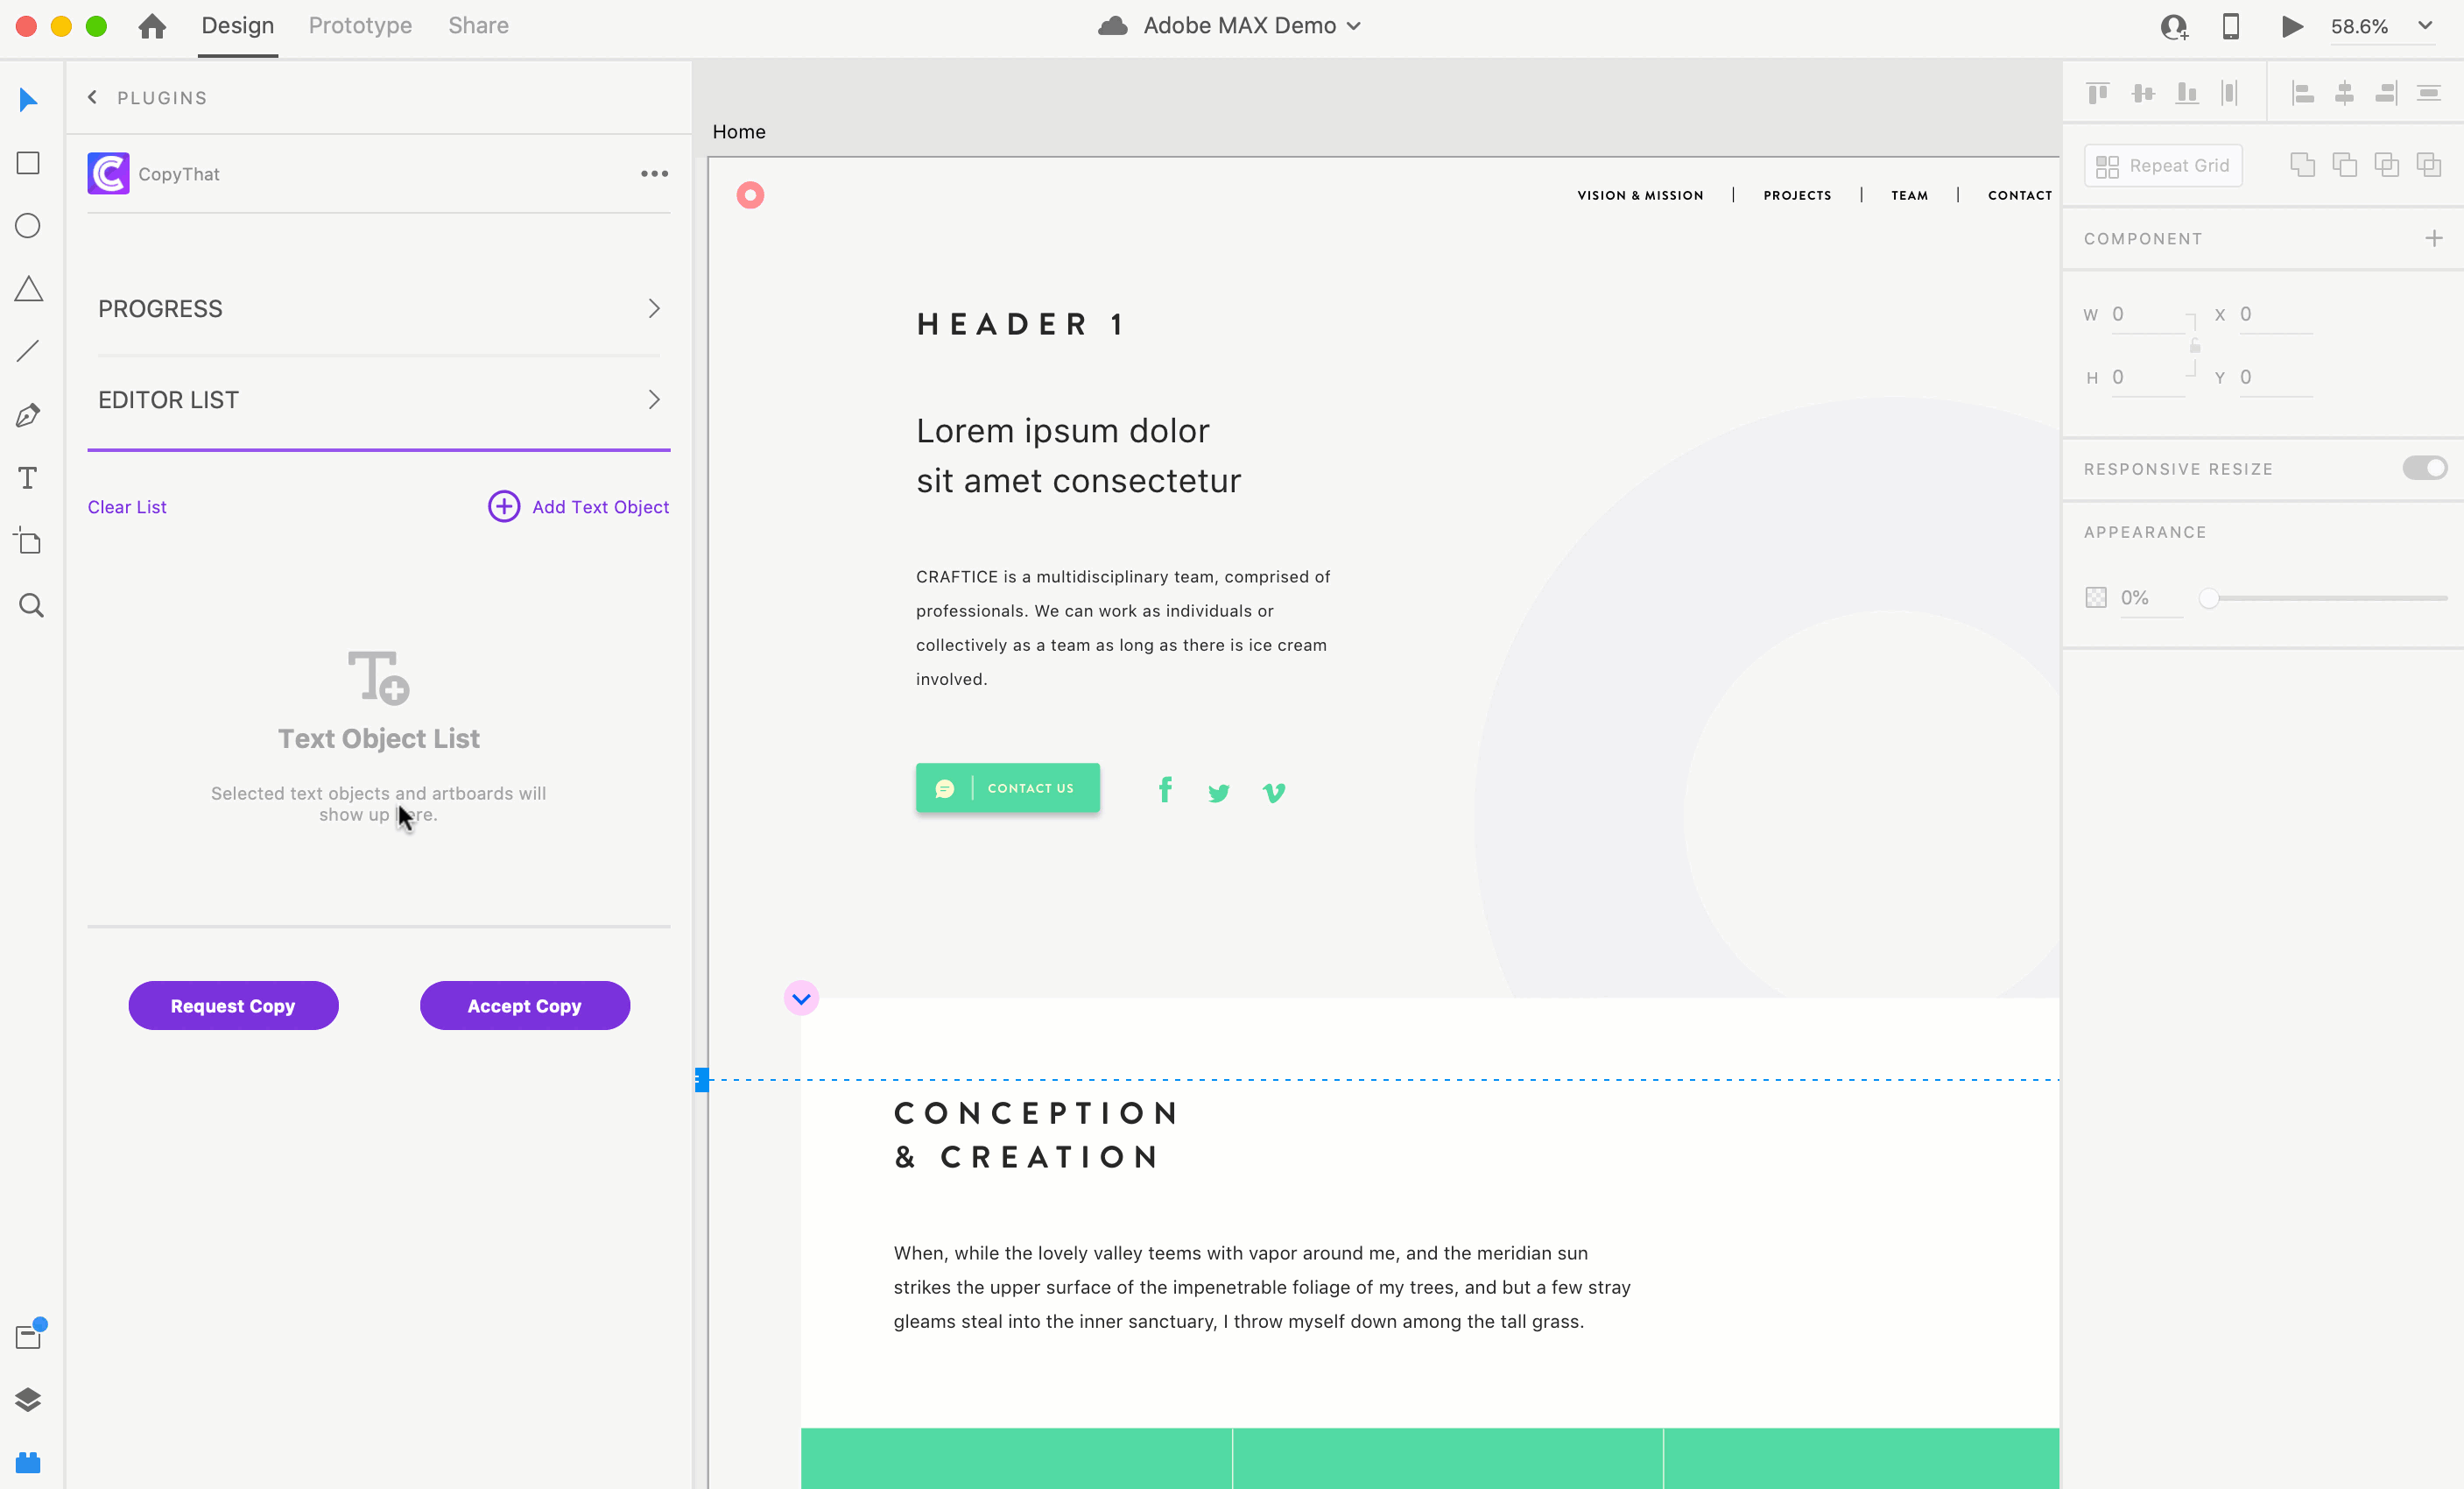 Design Prototype Share
Adobe MAX Demo
58.6%
PLUGINS
CopyThat
PROGRESS
EDITOR LIST
Clear List
Add Text Object
Text Object List
Selected text objects and artboards will
show up here.
Request Copy
Accept Copy
Home
VISION & MISSION | PROJECTS | TEAM | CONTACT
HEADER 1
Lorem ipsum dolor
sit amet consectetur
CRAFTICE is a multidisciplinary team, comprised of
professionals. We can work as individuals or
collectively as a team as long as there is ice cream
involved.
CONTACT US
CONCEPTION
& CREATION
When, while the lovely valley teems with vapor around me, and the meridian sun
strikes the upper surface of the impenetrable foliage of my trees, and but a few stray
gleams steal into the inner sanctuary, I throw myself down among the tall grass.
Repeat Grid
COMPONENT
W 0 X 0
H 0 Y 0
RESPONSIVE RESIZE
APPEARANCE
0%